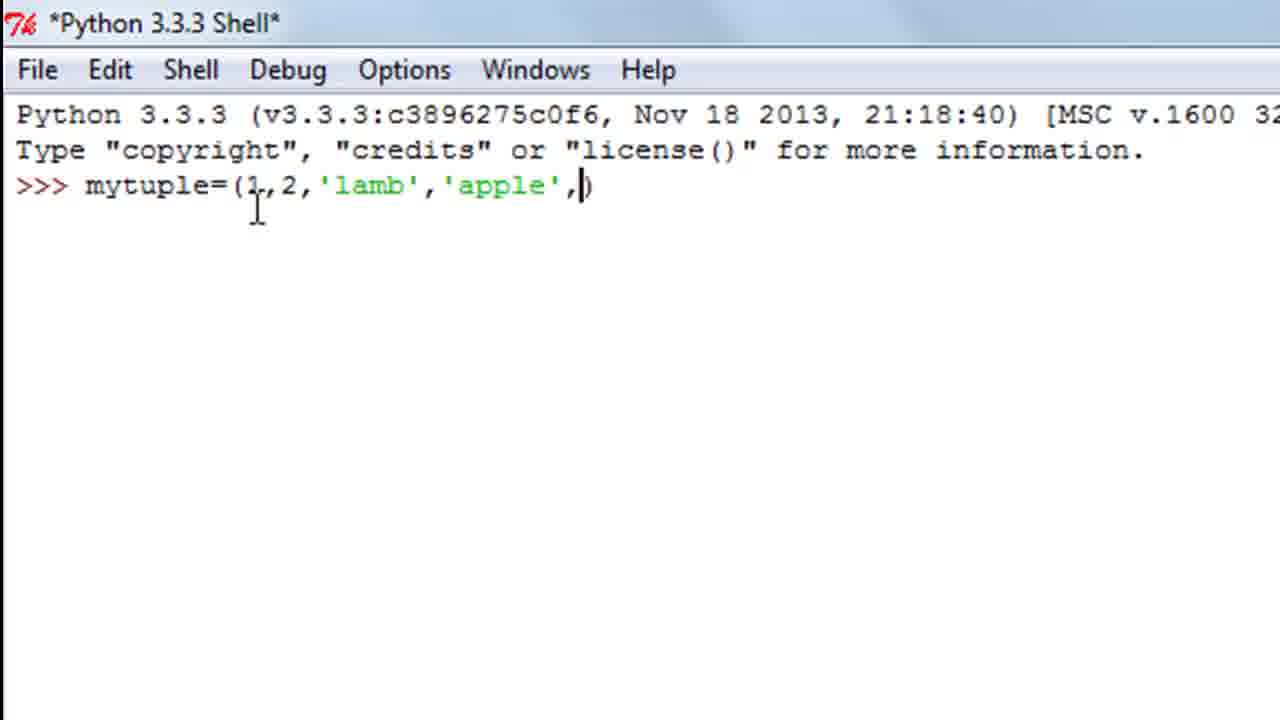 *Python 3.3.3 Shell*
File Edit Shell Debug Options Windows Help
Python 3.3.3 (v3.3.3:c3896275c0f6, Nov 18 2013, 21:18:40) [MSC v.1600 32
Type "copyright", "credits" or "license()" for more information.
>>> mytuple=(1,2,'lamb','apple',)